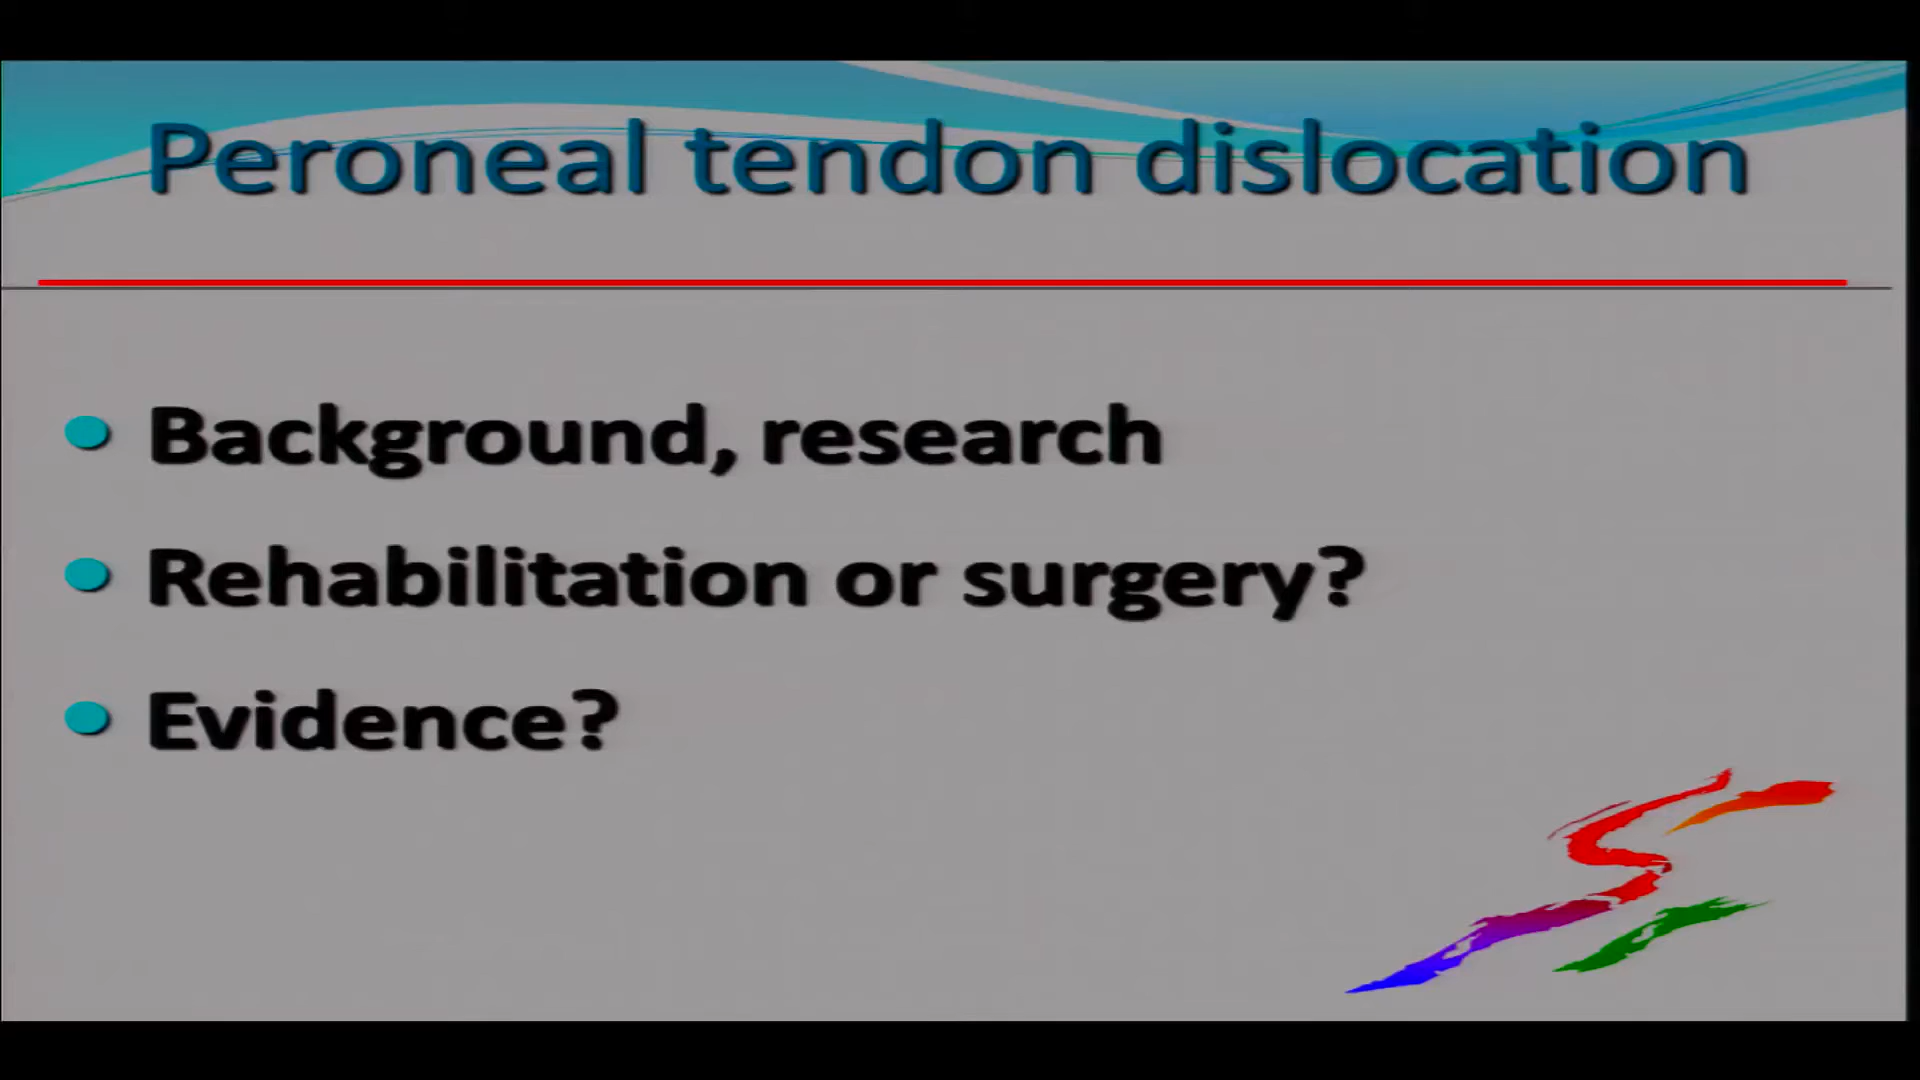 Peroneal tendon dislocation
Background, research
Rehabilitation or surgery?
Evidence?